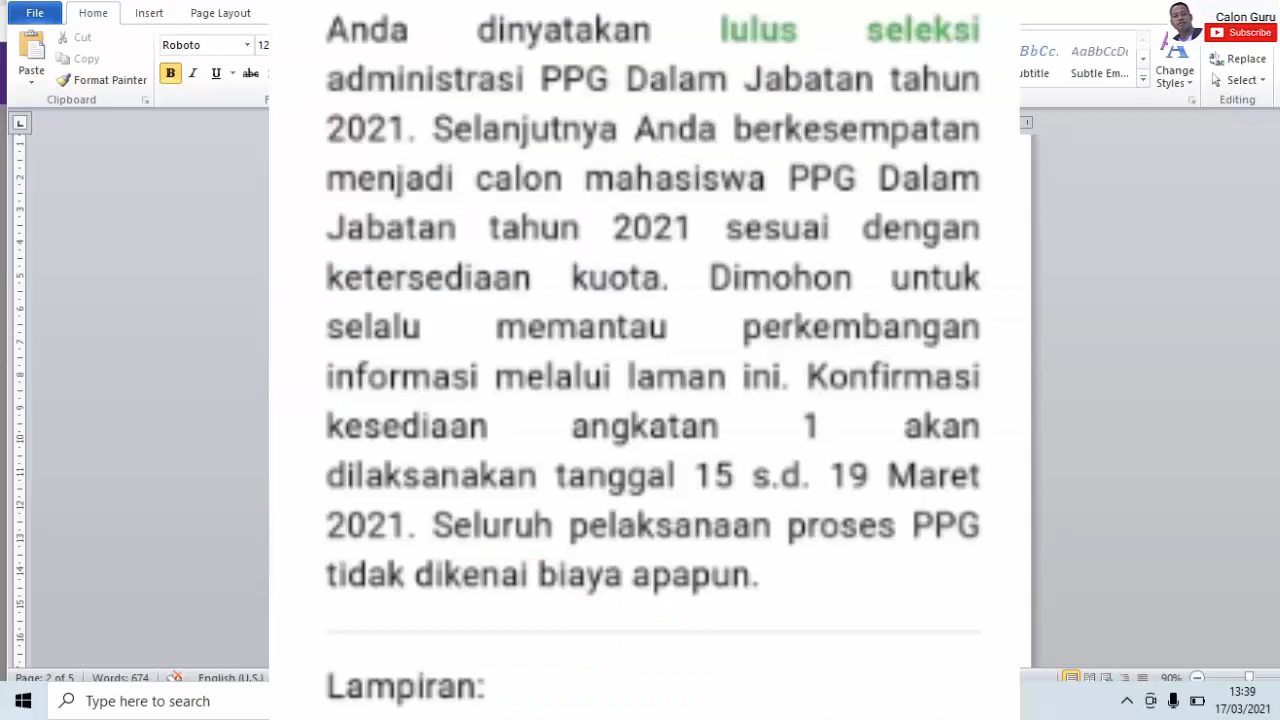 File Home Insert Page Layout
Calon Guru
Subscribe
Cut
Copy
Format Painter
Paste
Clipboard
Roboto 12
B I U abc
AaBbCcDc
Subtitle Subtle Em...
Change
Styles
Replace
Select
Editing
Anda dinyatakan lulus seleksi
administrasi PPG Dalam Jabatan tahun
2021. Selanjutnya Anda berkesempatan
menjadi calon mahasiswa PPG Dalam
Jabatan tahun 2021 sesuai dengan
ketersediaan kuota. Dimohon untuk
selalu memantau perkembangan
informasi melalui laman ini. Konfirmasi
kesediaan angkatan 1 akan
dilaksanakan tanggal 15 s.d. 19 Maret
2021. Seluruh pelaksanaan proses PPG
tidak dikenai biaya apapun.
Lampiran:
Page: 2 of 5 Words: 674 English (U.S.)
90%
Type here to search
13:39
17/03/2021